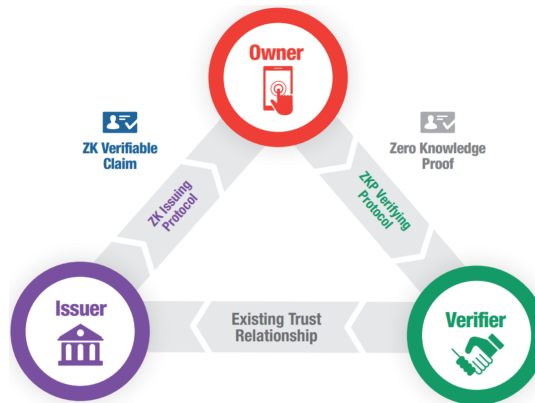 Owner
ZK Verifiable
Claim
Zero Knowledge
Proof
ZK Issuing
Protocol
ZKP Verifying
Protocol
Issuer
Existing Trust
Relationship
Verifier